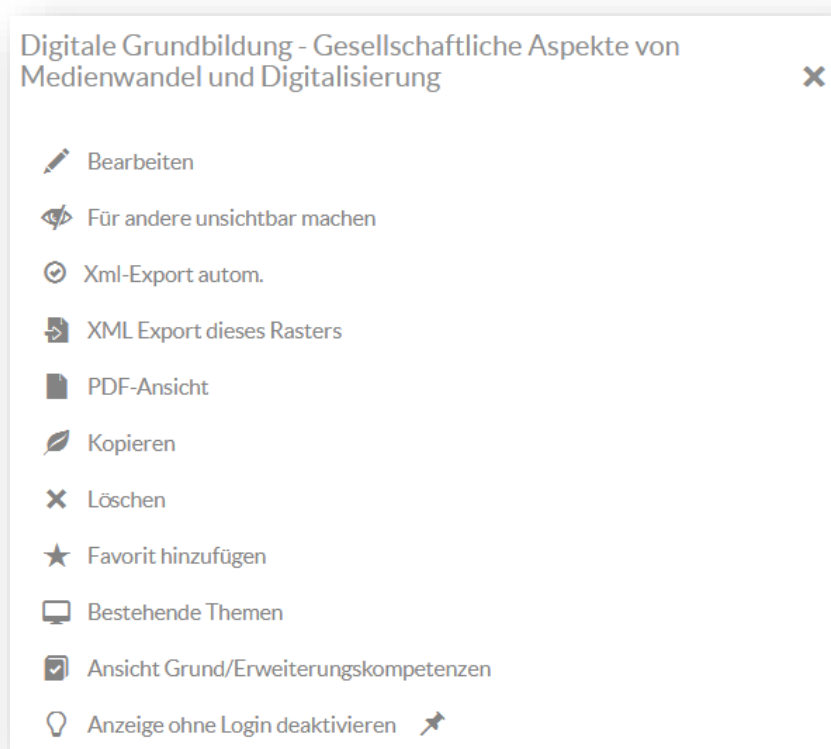 Digitale Grundbildung - Gesellschaftliche Aspekte von
Medienwandel und Digitalisierung
Bearbeiten
Für andere unsichtbar machen
Xml-Export autom.
XML Export dieses Rasters
PDF-Ansicht
Kopieren
Löschen
Favorit hinzufügen
Bestehende Themen
Ansicht Grund/Erweiterungskompetenzen
Anzeige ohne Login deaktivieren